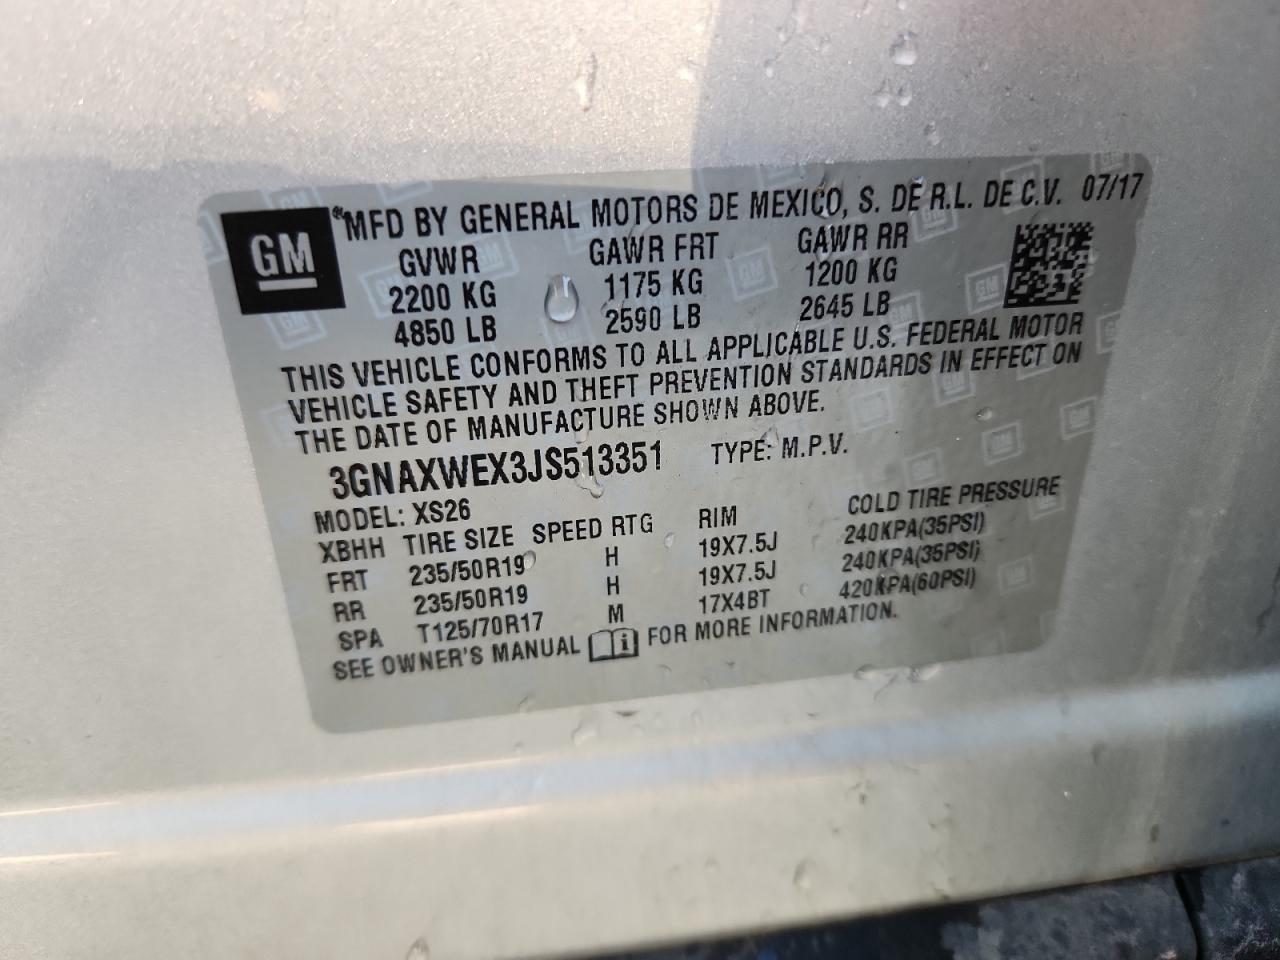 GM
MFD BY GENERAL MOTORS DE MEXICO, S. DE R.L. DE C.V. 07/17
GVWR GAWR FRT GAWR RR
2200 KG 1175 KG 1200 KG
4850 LB 2590 LB 2645 LB
THIS VEHICLE CONFORMS TO ALL APPLICABLE U.S. FEDERAL MOTOR
VEHICLE SAFETY AND THEFT PREVENTION STANDARDS IN EFFECT ON
THE DATE OF MANUFACTURE SHOWN ABOVE.
3GNAXWEX3JS513351 TYPE: M.P.V.
MODEL: XS26
XBHH TIRE SIZE SPEED RTG RIM COLD TIRE PRESSURE
FRT 235/50R19 H 19X7.5J 240KPA(35PSI)
RR 235/50R19 H 19X7.5J 240KPA(35PSI)
SPA T125/70R17 M 17X4BT 420KPA(60PSI)
SEE OWNER'S MANUAL FOR MORE INFORMATION.